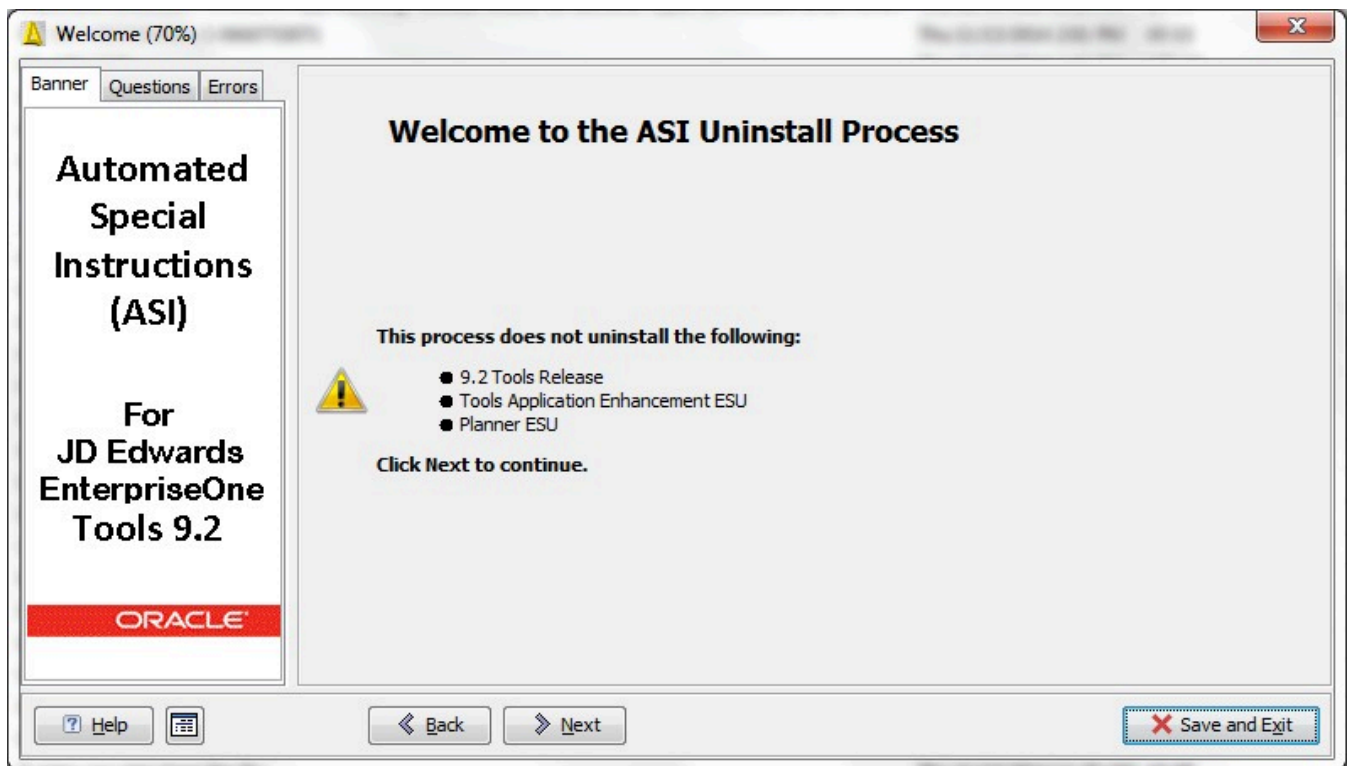 Welcome (70%)
Banner
Questions
Errors
Automated
Special
Instructions
(ASI)
For
JD Edwards
EnterpriseOne
Tools 9.2
ORACLE
Welcome to the ASI Uninstall Process
This process does not uninstall the following:
9.2 Tools Release
Tools Application Enhancement ESU
Planner ESU
Click Next to continue.
Help
Back
Next
Save and Exit